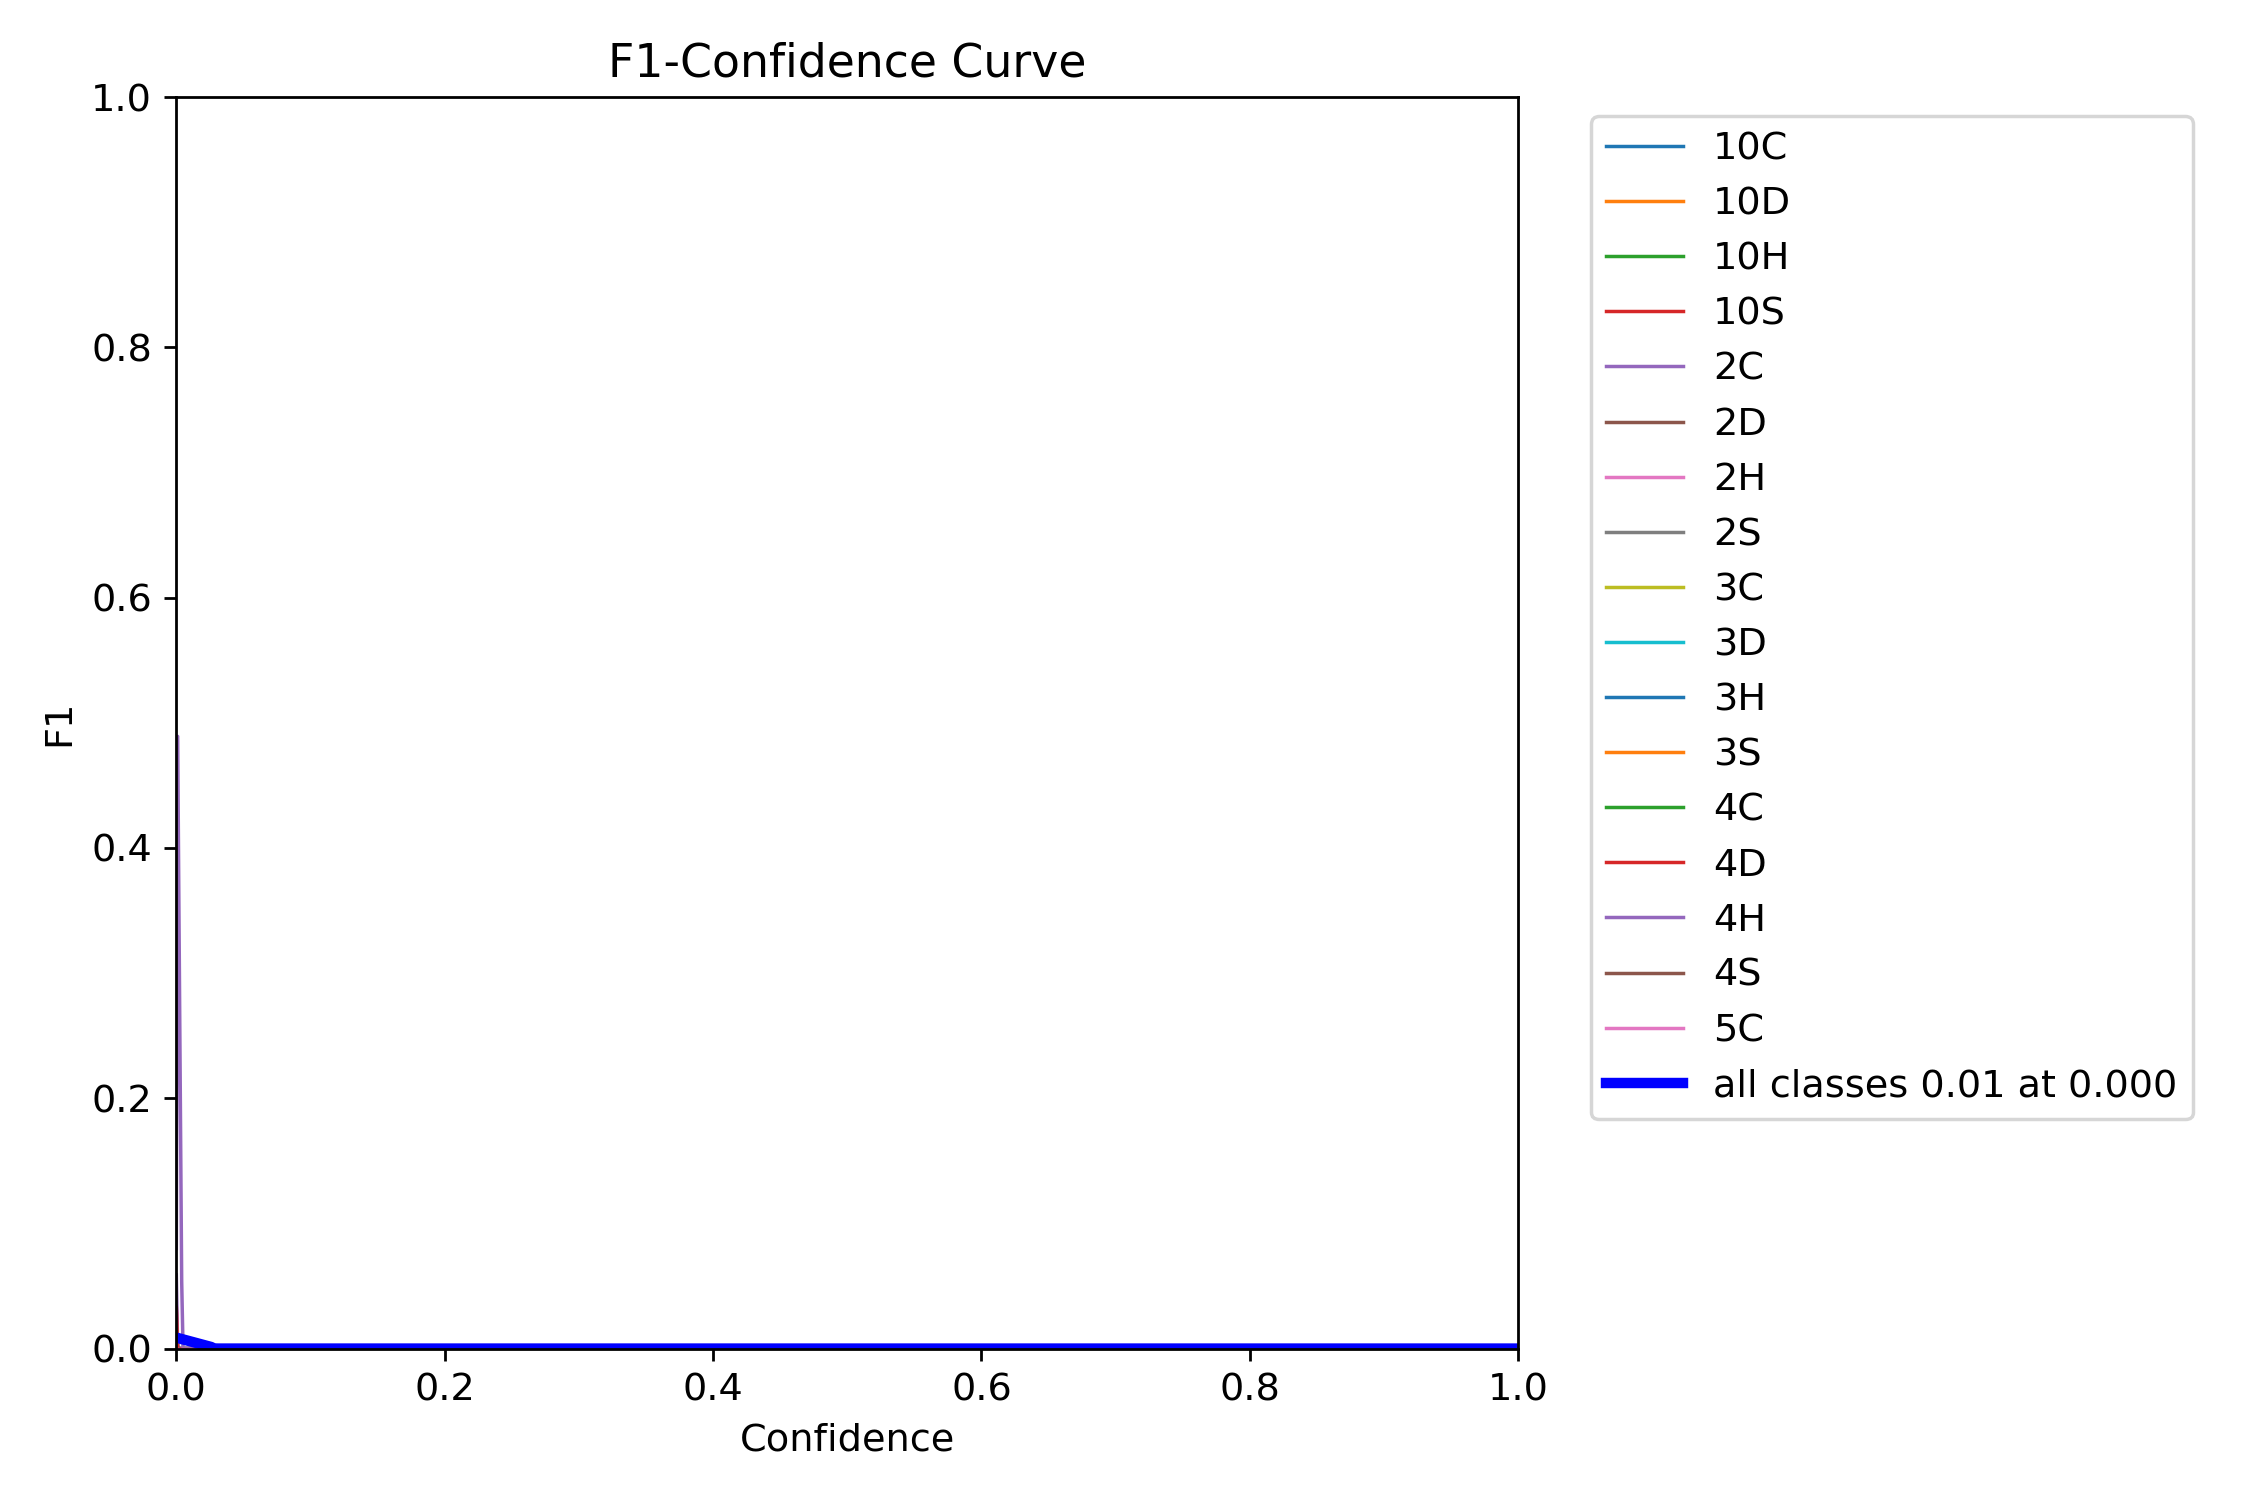 F1-Confidence Curve
1.0
0.8
0.6
0.4
0.2
0.0
F1
0.0 0.2 0.4 0.6 0.8 1.0
Confidence
10C
10D
10H
10S
2C
2D
2H
2S
3C
3D
3H
3S
4C
4D
4H
4S
5C
all classes 0.01 at 0.000